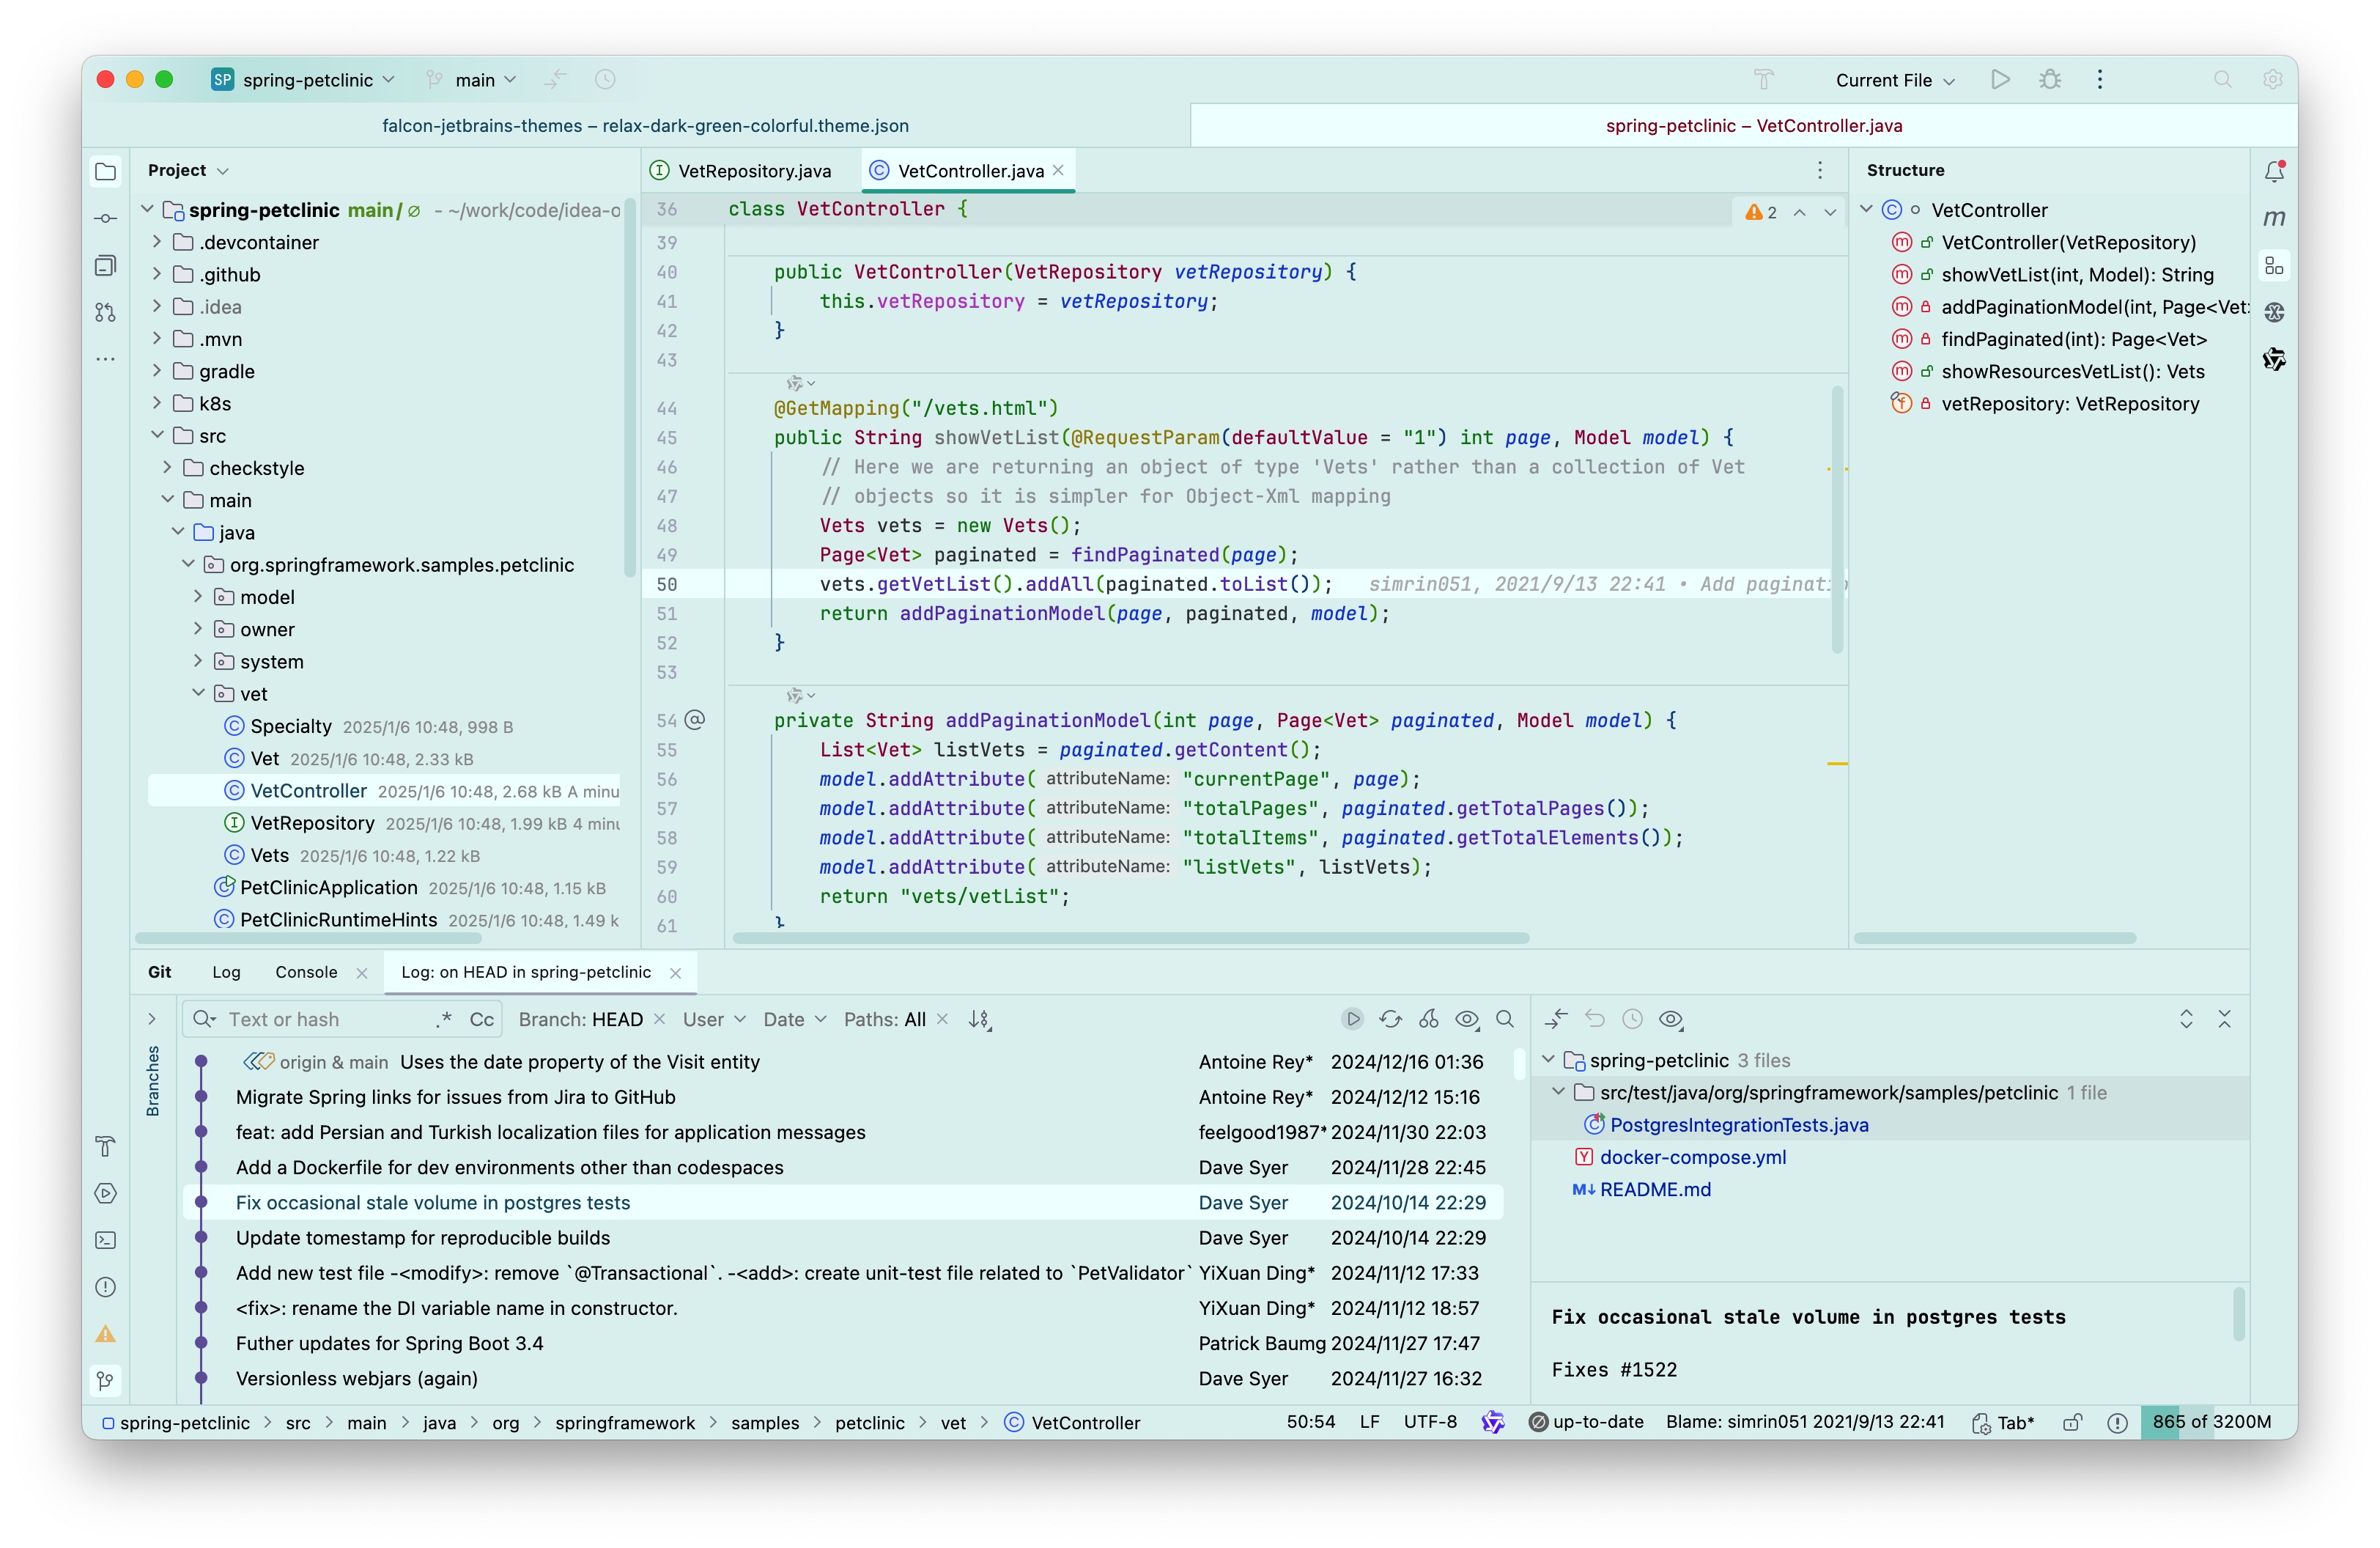 SP spring-petclinic main Current File
falcon-jetbrains-themes – relax-dark-green-colorful.theme.json spring-petclinic – VetController.java
Project
spring-petclinic main / ∅ - ~/work/code/idea-o
.devcontainer
.github
.idea
.mvn
gradle
k8s
src
checkstyle
main
java
org.springframework.samples.petclinic
model
owner
system
vet
Specialty 2025/1/6 10:48, 998 B
Vet 2025/1/6 10:48, 2.33 kB
VetController 2025/1/6 10:48, 2.68 kB A minu
VetRepository 2025/1/6 10:48, 1.99 kB 4 minu
Vets 2025/1/6 10:48, 1.22 kB
PetClinicApplication 2025/1/6 10:48, 1.15 kB
PetClinicRuntimeHints 2025/1/6 10:48, 1.49 k
VetRepository.java VetController.java
36 class VetController { 2
39
40 public VetController(VetRepository vetRepository) {
41 this.vetRepository = vetRepository;
42 }
43
44 @GetMapping("/vets.html")
45 public String showVetList(@RequestParam(defaultValue = "1") int page, Model model) {
46 // Here we are returning an object of type 'Vets' rather than a collection of Vet
47 // objects so it is simpler for Object-Xml mapping
48 Vets vets = new Vets();
49 Page<Vet> paginated = findPaginated(page);
50 vets.getVetList().addAll(paginated.toList()); simrin051, 2021/9/13 22:41 • Add paginatio
51 return addPaginationModel(page, paginated, model);
52 }
53
54 @ private String addPaginationModel(int page, Page<Vet> paginated, Model model) {
55 List<Vet> listVets = paginated.getContent();
56 model.addAttribute( attributeName: "currentPage", page);
57 model.addAttribute( attributeName: "totalPages", paginated.getTotalPages());
58 model.addAttribute( attributeName: "totalItems", paginated.getTotalElements());
59 model.addAttribute( attributeName: "listVets", listVets);
60 return "vets/vetList";
61 }
Structure
VetController
VetController(VetRepository)
showVetList(int, Model): String
addPaginationModel(int, Page<Vet>
findPaginated(int): Page<Vet>
showResourcesVetList(): Vets
vetRepository: VetRepository
m
Git Log Console Log: on HEAD in spring-petclinic
Branches
Text or hash .* Cc Branch: HEAD User Date Paths: All
origin & main Uses the date property of the Visit entity Antoine Rey* 2024/12/16 01:36
Migrate Spring links for issues from Jira to GitHub Antoine Rey* 2024/12/12 15:16
feat: add Persian and Turkish localization files for application messages feelgood1987* 2024/11/30 22:03
Add a Dockerfile for dev environments other than codespaces Dave Syer 2024/11/28 22:45
Fix occasional stale volume in postgres tests Dave Syer 2024/10/14 22:29
Update tomestamp for reproducible builds Dave Syer 2024/10/14 22:29
Add new test file -<modify>: remove `@Transactional`. -<add>: create unit-test file related to `PetValidator` YiXuan Ding* 2024/11/12 17:33
<fix>: rename the DI variable name in constructor. YiXuan Ding* 2024/11/12 18:57
Futher updates for Spring Boot 3.4 Patrick Baumg 2024/11/27 17:47
Versionless webjars (again) Dave Syer 2024/11/27 16:32
spring-petclinic 3 files
src/test/java/org/springframework/samples/petclinic 1 file
PostgresIntegrationTests.java
docker-compose.yml
README.md
Fix occasional stale volume in postgres tests
Fixes #1522
spring-petclinic > src > main > java > org > springframework > samples > petclinic > vet > VetController 50:54 LF UTF-8 up-to-date Blame: simrin051 2021/9/13 22:41 Tab* 865 of 3200M